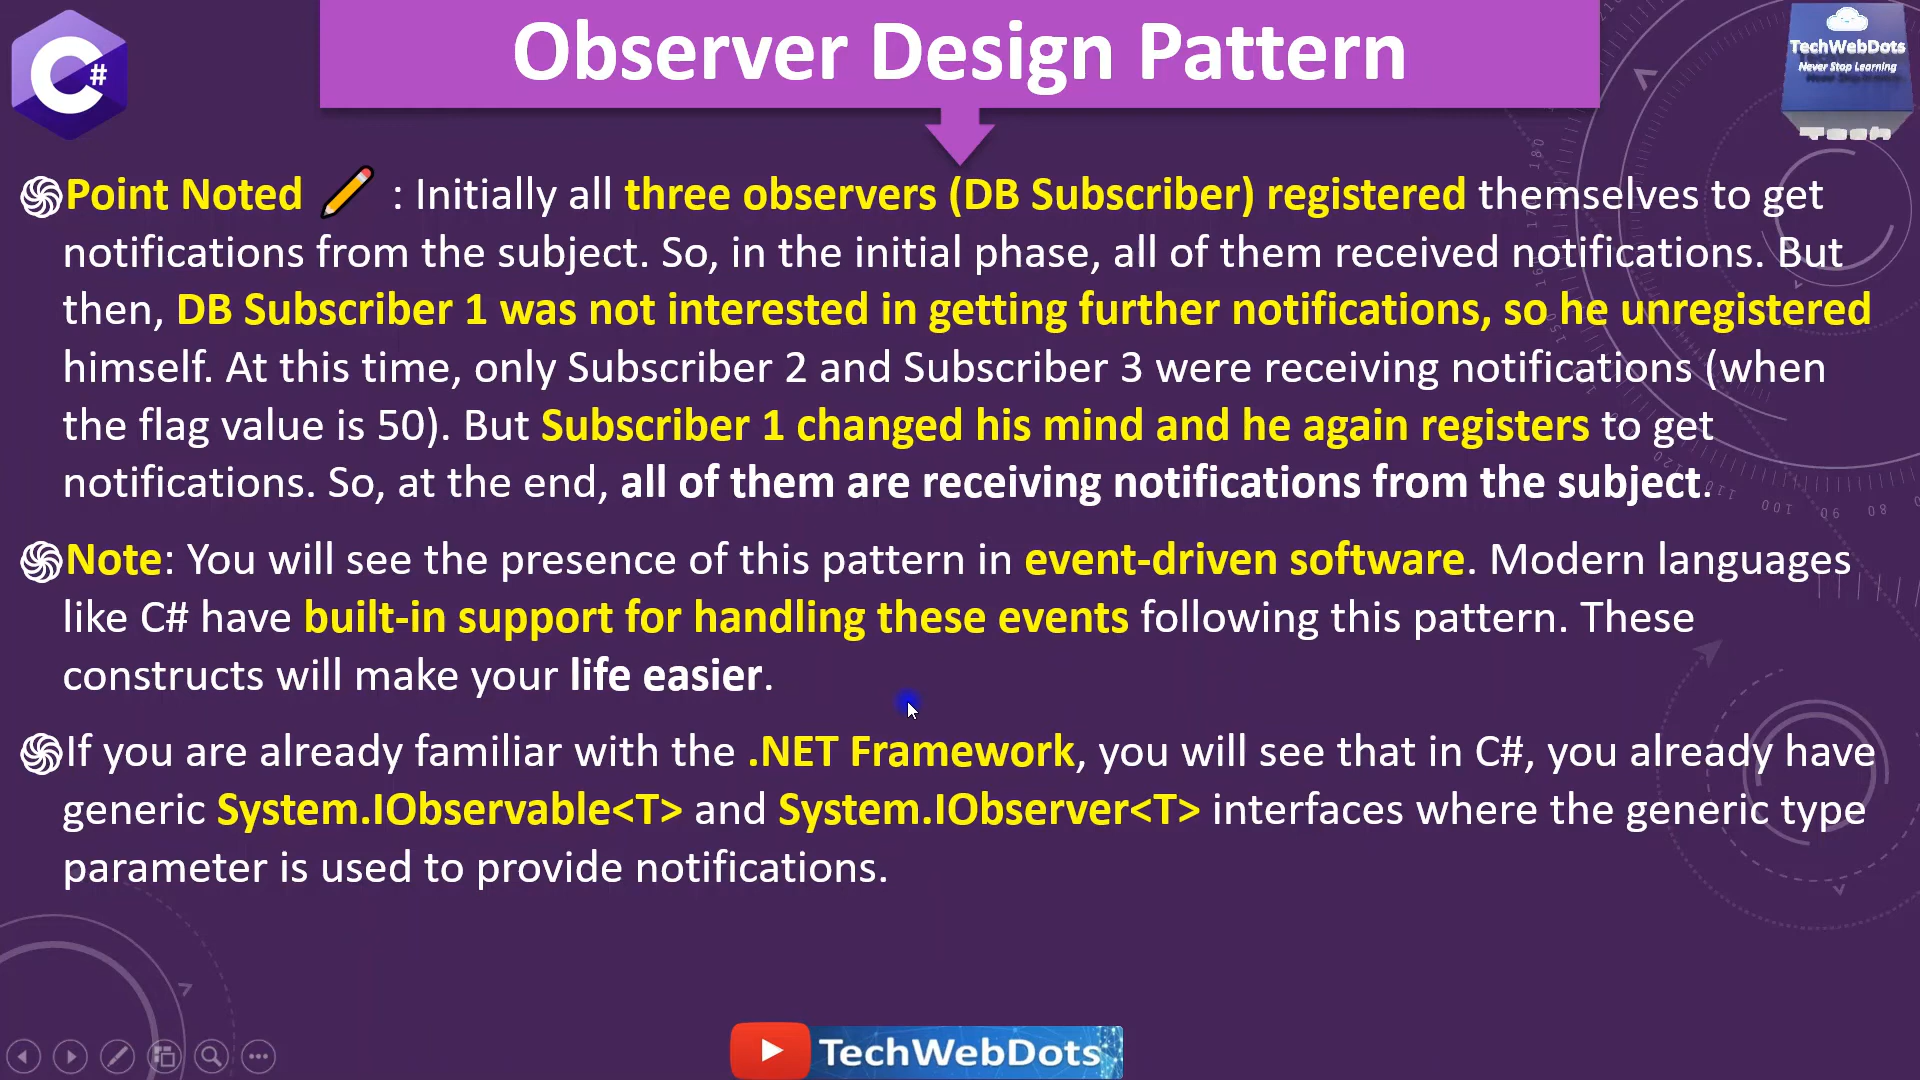 Observer Design Pattern
C#
TechWebDots
Never Stop Learning
Tech
Point Noted : Initially all three observers (DB Subscriber) registered themselves to get
notifications from the subject. So, in the initial phase, all of them received notifications. But
then, DB Subscriber 1 was not interested in getting further notifications, so he unregistered
himself. At this time, only Subscriber 2 and Subscriber 3 were receiving notifications (when
the flag value is 50). But Subscriber 1 changed his mind and he again registers to get
notifications. So, at the end, all of them are receiving notifications from the subject.
Note: You will see the presence of this pattern in event-driven software. Modern languages
like C# have built-in support for handling these events following this pattern. These
constructs will make your life easier.
If you are already familiar with the .NET Framework, you will see that in C#, you already have
generic System.IObservable<T> and System.IObserver<T> interfaces where the generic type
parameter is used to provide notifications.
TechWebDots